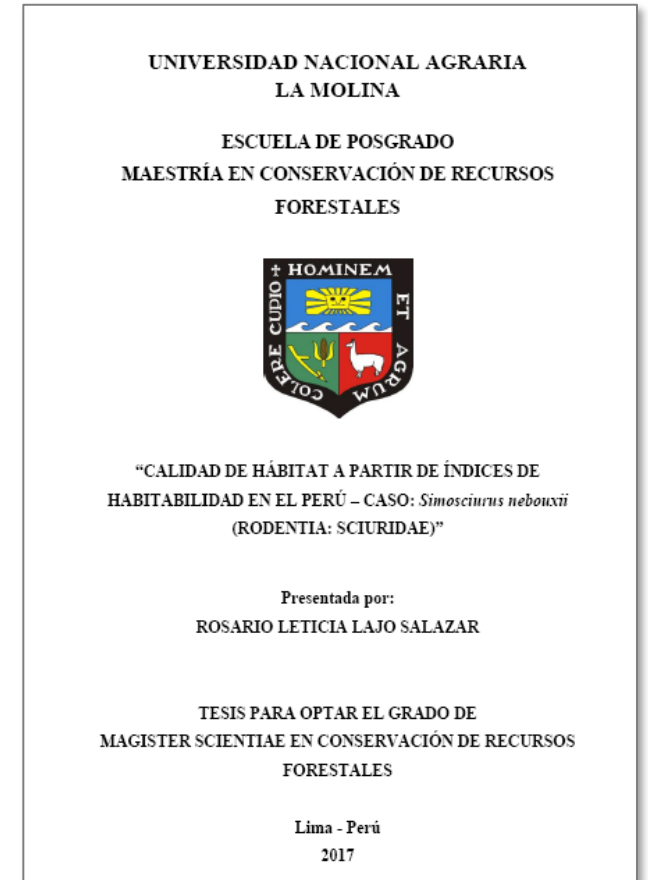 UNIVERSIDAD NACIONAL AGRARIA
LA MOLINA
ESCUELA DE POSGRADO
MAESTRÍA EN CONSERVACIÓN DE RECURSOS
FORESTALES
COLERE CUPIO + HOMINEM ET AGRUM
“CALIDAD DE HÁBITAT A PARTIR DE ÍNDICES DE
HABITABILIDAD EN EL PERÚ – CASO: Simosciurus nebouxii
(RODENTIA: SCIURIDAE)”
Presentada por:
ROSARIO LETICIA LAJO SALAZAR
TESIS PARA OPTAR EL GRADO DE
MAGISTER SCIENTIAE EN CONSERVACIÓN DE RECURSOS
FORESTALES
Lima - Perú
2017